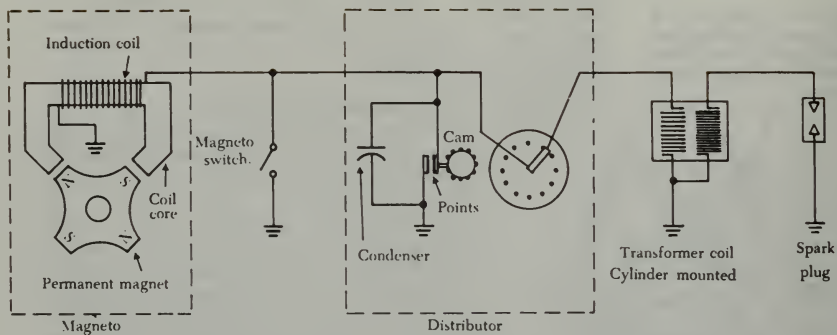 Induction coil
Magneto
switch.
Coil
core
Permanent magnet
Magneto
Cam
Points
Condenser
Distributor
Transformer coil
Cylinder mounted
Spark
plug